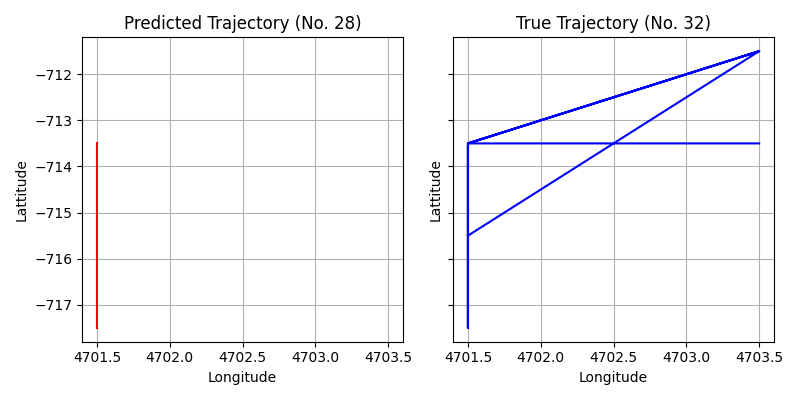 Predicted Trajectory (No. 28)
True Trajectory (No. 32)
−712
−713
−714
−715
−716
−717
Lattitude
Lattitude
4701.5 4702.0 4702.5 4703.0 4703.5
4701.5 4702.0 4702.5 4703.0 4703.5
Longitude
Longitude